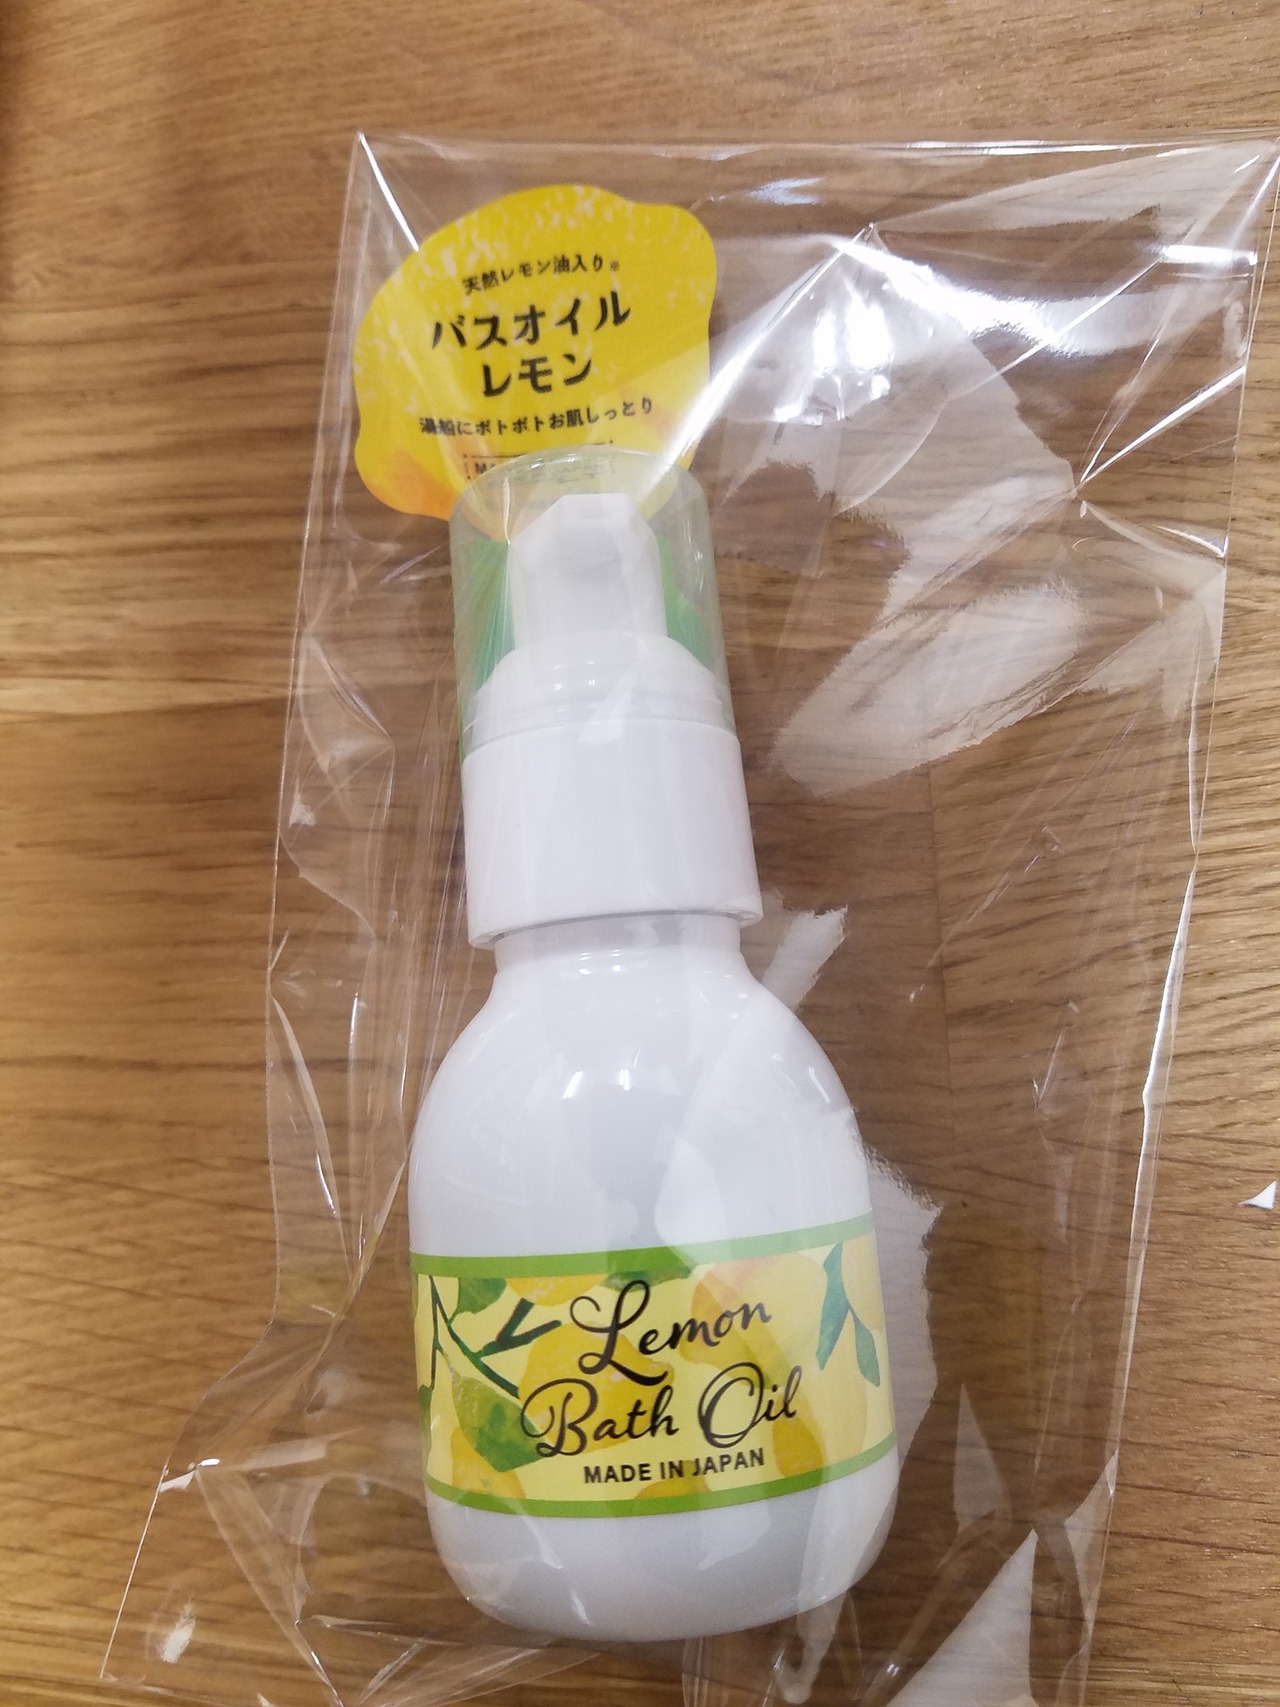 天然レモン油入り※
バスオイル
レモン
湯船にポトポトお肌しっとり
Lemon
Bath Oil
MADE IN JAPAN